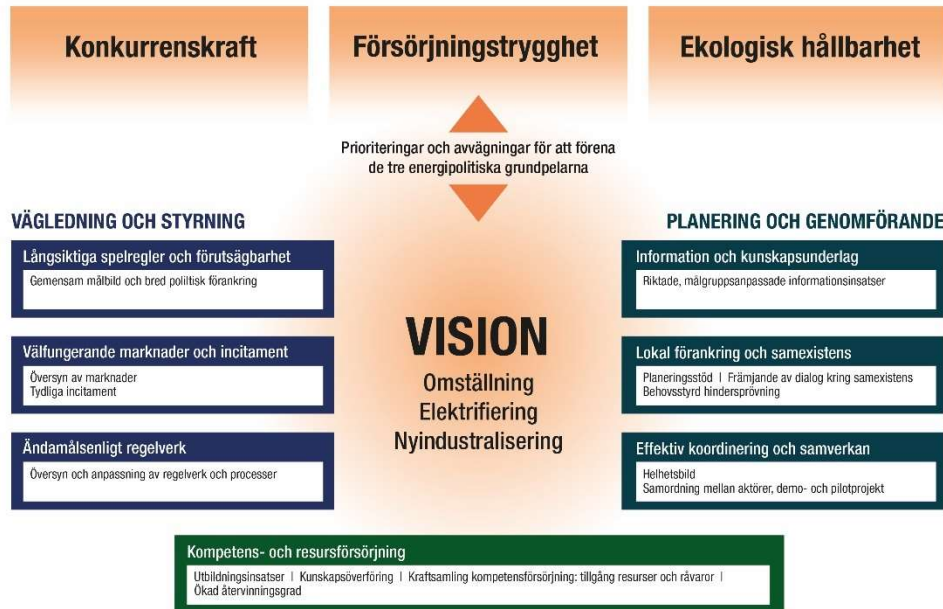 Konkurrenskraft
Försörjningstrygghet
Ekologisk hållbarhet
Prioriteringar och avvägningar för att förena
de tre energipolitiska grundpelarna
VÄGLEDNING OCH STYRNING
Långsiktiga spelregler och förutsägbarhet
Gemensam målbild och bred poliltisk förankring
Välfungerande marknader och incitament
Översyn av marknader
Tydliga incitament
Ändamålsenligt regelverk
Översyn och anpassning av regelverk och processer
VISION
Omställning
Elektrifiering
Nyindustralisering
PLANERING OCH GENOMFÖRANDE
Information och kunskapsunderlag
Riktade, målgruppsanpassade informationsinsatser
Lokal förankring och samexistens
Planeringsstöd | Främjande av dialog kring samexistens
Behovsstyrd hindersprövning
Effektiv koordinering och samverkan
Helhetsbild
Samordning mellan aktörer, demo- och pilotprojekt
Kompetens- och resursförsörjning
Utbildningsinsatser | Kunskapsöverföring | Kraftsamling kompetensförsörjning: tillgång resurser och råvaror |
Ökad återvinningsgrad